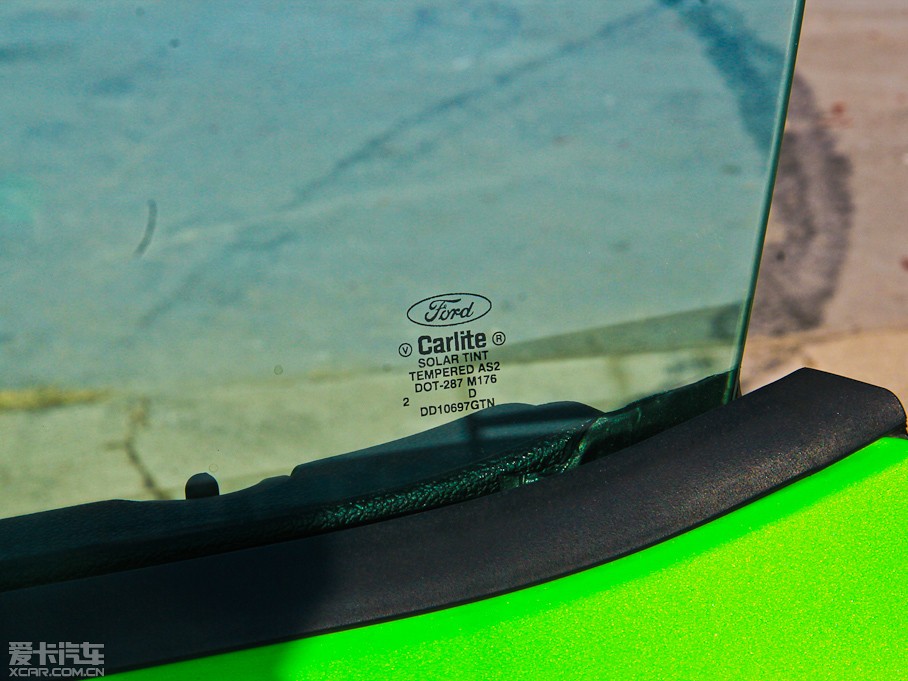 Ford
V Carlite R
SOLAR TINT
TEMPERED AS2
DOT-287 M176
2 D
DD10697GTN
爱卡汽车
XCAR.COM.CN